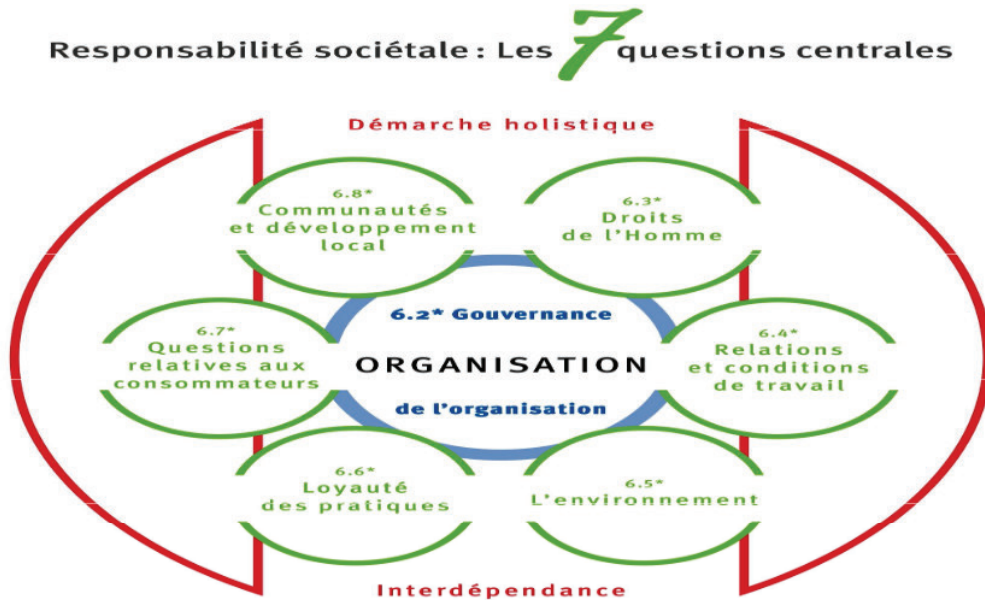 Responsabilité sociétale : Les 7 questions centrales
Démarche holistique
6.8*
Communautés
et développement
local
6.3*
Droits
de l'Homme
6.2* Gouvernance
ORGANISATION
de l'organisation
6.7*
Questions
relatives aux
consommateurs
6.4*
Relations
et conditions
de travail
6.6*
Loyauté
des pratiques
6.5*
L'environnement
Interdépendance